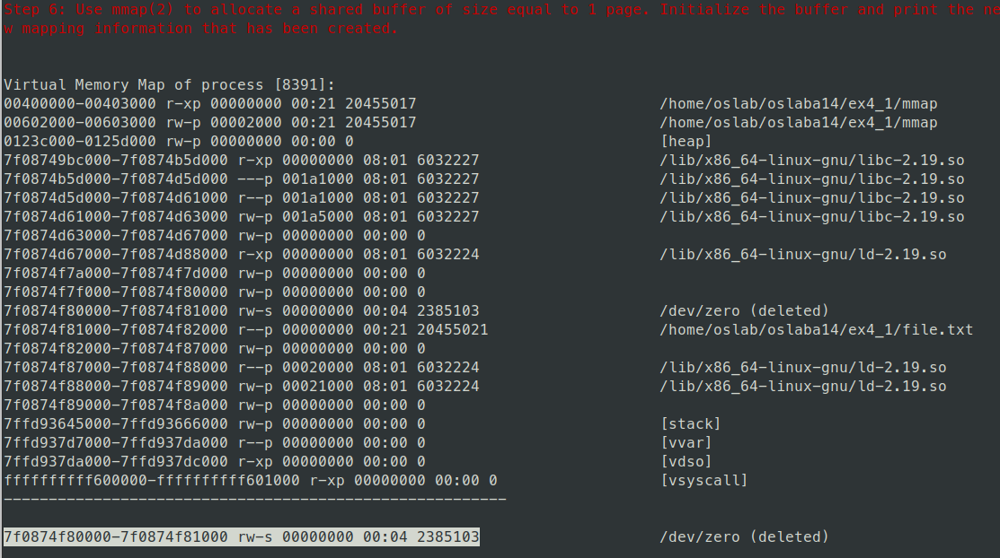 Step 6: Use mmap(2) to allocate a shared buffer of size equal to 1 page. Initialize the buffer and print the ne
w mapping information that has been created.
Virtual Memory Map of process [8391]:
00400000-00403000 r-xp 00000000 00:21 20455017 /home/oslab/oslaba14/ex4_1/mmap
00602000-00603000 rw-p 00002000 00:21 20455017 /home/oslab/oslaba14/ex4_1/mmap
0123c000-0125d000 rw-p 00000000 00:00 0 [heap]
7f08749bc000-7f0874b5d000 r-xp 00000000 08:01 6032227 /lib/x86_64-linux-gnu/libc-2.19.so
7f0874b5d000-7f0874d5d000 ---p 001a1000 08:01 6032227 /lib/x86_64-linux-gnu/libc-2.19.so
7f0874d5d000-7f0874d61000 r--p 001a1000 08:01 6032227 /lib/x86_64-linux-gnu/libc-2.19.so
7f0874d61000-7f0874d63000 rw-p 001a5000 08:01 6032227 /lib/x86_64-linux-gnu/libc-2.19.so
7f0874d63000-7f0874d67000 rw-p 00000000 00:00 0
7f0874d67000-7f0874d88000 r-xp 00000000 08:01 6032224 /lib/x86_64-linux-gnu/ld-2.19.so
7f0874f7a000-7f0874f7d000 rw-p 00000000 00:00 0
7f0874f7f000-7f0874f80000 rw-p 00000000 00:00 0
7f0874f80000-7f0874f81000 rw-s 00000000 00:04 2385103 /dev/zero (deleted)
7f0874f81000-7f0874f82000 r--p 00000000 00:21 20455021 /home/oslab/oslaba14/ex4_1/file.txt
7f0874f82000-7f0874f87000 rw-p 00000000 00:00 0
7f0874f87000-7f0874f88000 r--p 00020000 08:01 6032224 /lib/x86_64-linux-gnu/ld-2.19.so
7f0874f88000-7f0874f89000 rw-p 00021000 08:01 6032224 /lib/x86_64-linux-gnu/ld-2.19.so
7f0874f89000-7f0874f8a000 rw-p 00000000 00:00 0
7ffd93645000-7ffd93666000 rw-p 00000000 00:00 0 [stack]
7ffd937d7000-7ffd937da000 r--p 00000000 00:00 0 [vvar]
7ffd937da000-7ffd937dc000 r-xp 00000000 00:00 0 [vdso]
ffffffffff600000-ffffffffff601000 r-xp 00000000 00:00 0 [vsyscall]
--------------------------------------------------------
7f0874f80000-7f0874f81000 rw-s 00000000 00:04 2385103 /dev/zero (deleted)